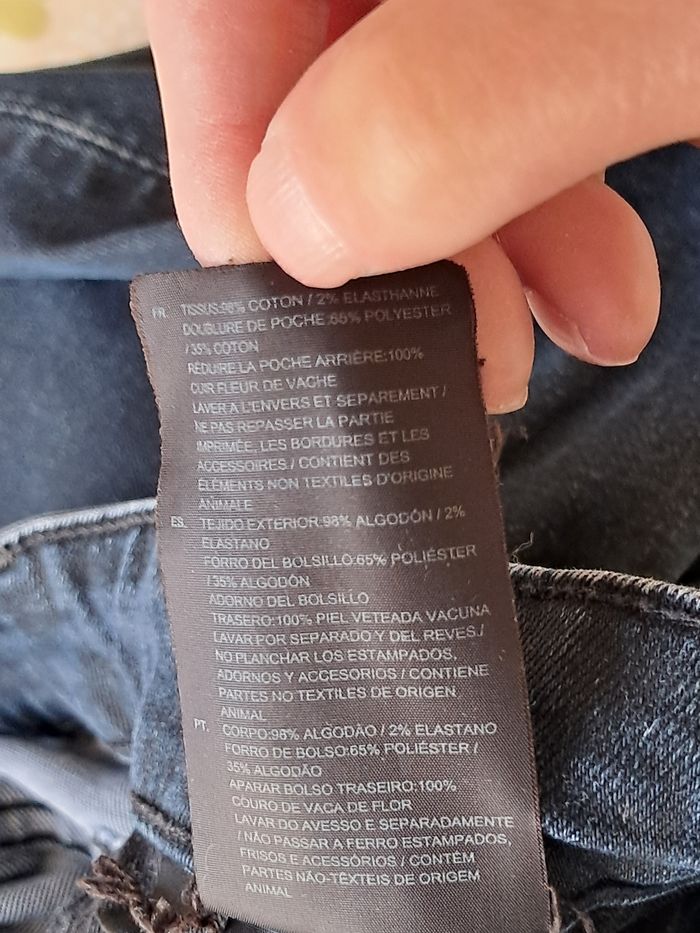 FR. TISSUS:98% COTON / 2% ELASTHANNE
DOUBLURE DE POCHE:65% POLYESTER
/ 35% COTON
RÉDUIRE LA POCHE ARRIÈRE:100%
CUIR FLEUR DE VACHE
LAVER A L'ENVERS ET SEPAREMENT /
NE PAS REPASSER LA PARTIE
IMPRIMÉE, LES BORDURES ET LES
ACCESSOIRES / CONTIENT DES
ÉLÉMENTS NON TEXTILES D'ORIGINE
ANIMALE
ES. TEJIDO EXTERIOR:98% ALGODÓN / 2%
ELASTANO
FORRO DEL BOLSILLO:65% POLIÉSTER
/ 35% ALGODÓN
ADORNO DEL BOLSILLO
TRASERO:100% PIEL VETEADA VACUNA
LAVAR POR SEPARADO Y DEL REVES /
NO PLANCHAR LOS ESTAMPADOS,
ADORNOS Y ACCESORIOS / CONTIENE
PARTES NO TEXTILES DE ORIGEN
ANIMAL
PT. CORPO:98% ALGODÃO / 2% ELASTANO
FORRO DE BOLSO:65% POLIÉSTER /
35% ALGODÃO
APARAR BOLSO TRASEIRO:100%
COURO DE VACA DE FLOR
LAVAR DO AVESSO E SEPARADAMENTE
/ NÃO PASSAR A FERRO ESTAMPADOS,
FRISOS E ACESSÓRIOS / CONTÉM
PARTES NÃO-TÊXTEIS DE ORIGEM
ANIMAL